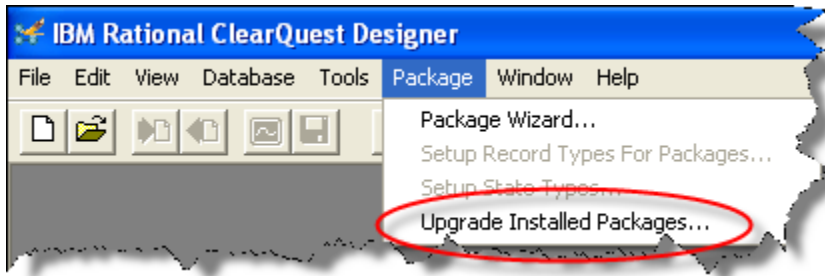 IBM Rational ClearQuest Designer
File Edit View Database Tools Package Window Help
Package Wizard...
Setup Record Types For Packages...
Setup State Types...
Upgrade Installed Packages...